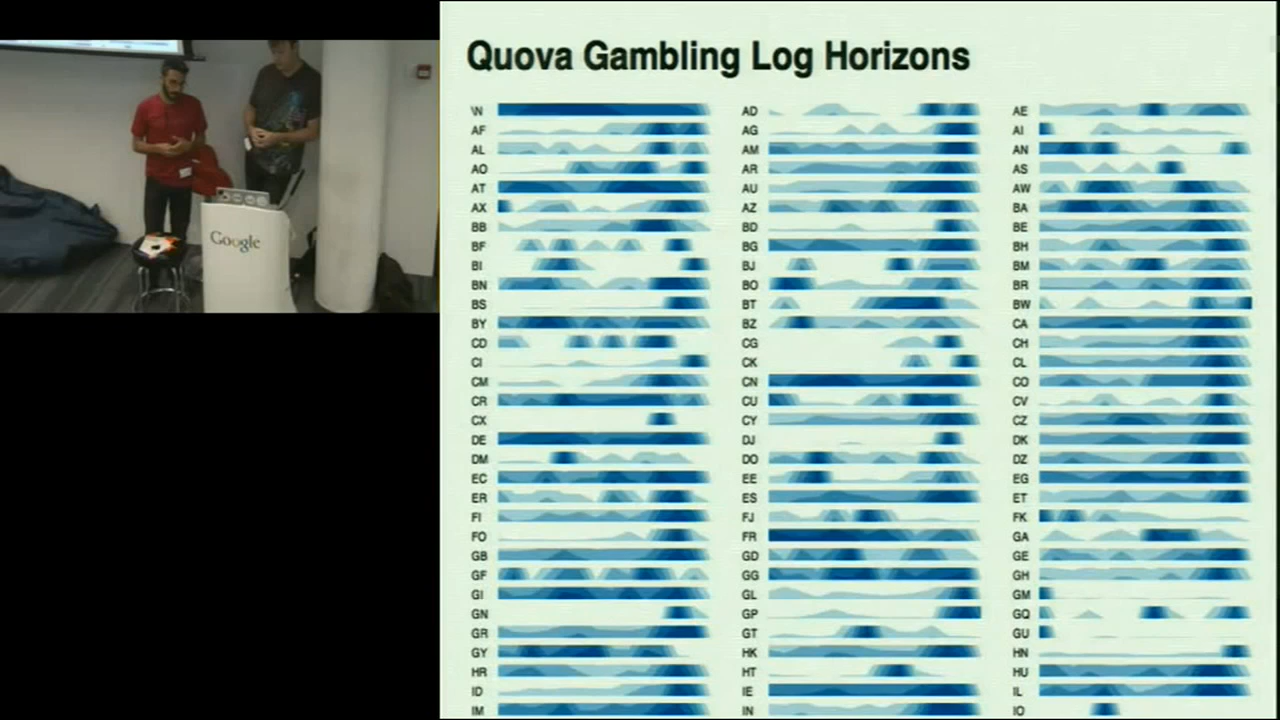 Quova Gambling Log Horizons
\N AD AE
AF AG AI
AL AM AN
AO AR AS
AT AU AW
AX AZ BA
BB BD BE
BF BG BH
BI BJ BM
BN BO BR
BS BT BW
BY BZ CA
CD CG CH
CI CK CL
CM CN CO
CR CU CV
CX CY CZ
DE DJ DK
DM DO DZ
EC EE EG
ER ES ET
FI FJ FK
FO FR GA
GB GD GE
GF GG GH
GI GL GM
GN GP GQ
GR GT GU
GY HK HN
HR HT HU
ID IE IL
IM IN IO
Google